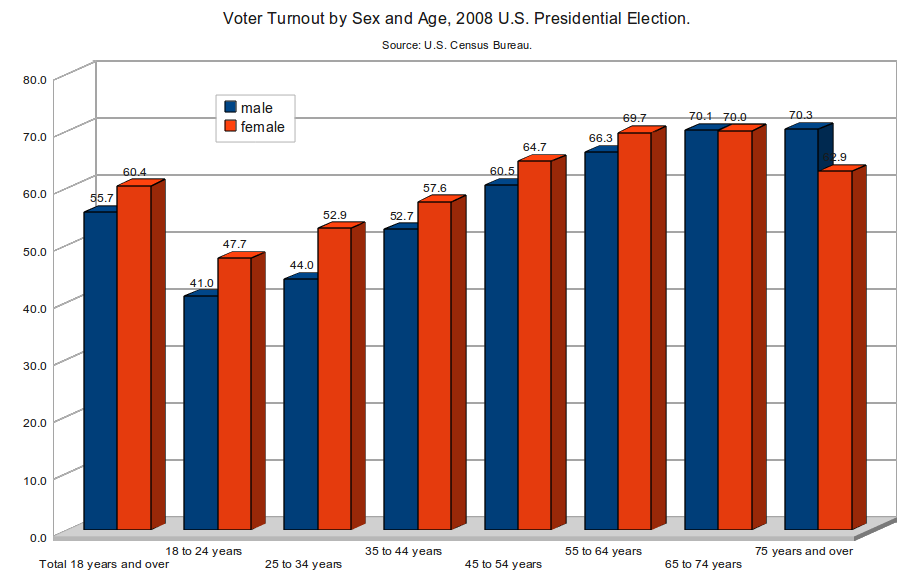 Voter Turnout by Sex and Age, 2008 U.S. Presidential Election.
Source: U.S. Census Bureau.
80.0
70.0
60.0
50.0
40.0
30.0
20.0
10.0
0.0
male
female
55.7
60.4
41.0
47.7
44.0
52.9
52.7
57.6
60.5
64.7
66.3
69.7
70.1
70.0
70.3
Total 18 years and over
18 to 24 years
25 to 34 years
35 to 44 years
45 to 54 years
55 to 64 years
65 to 74 years
75 years and over